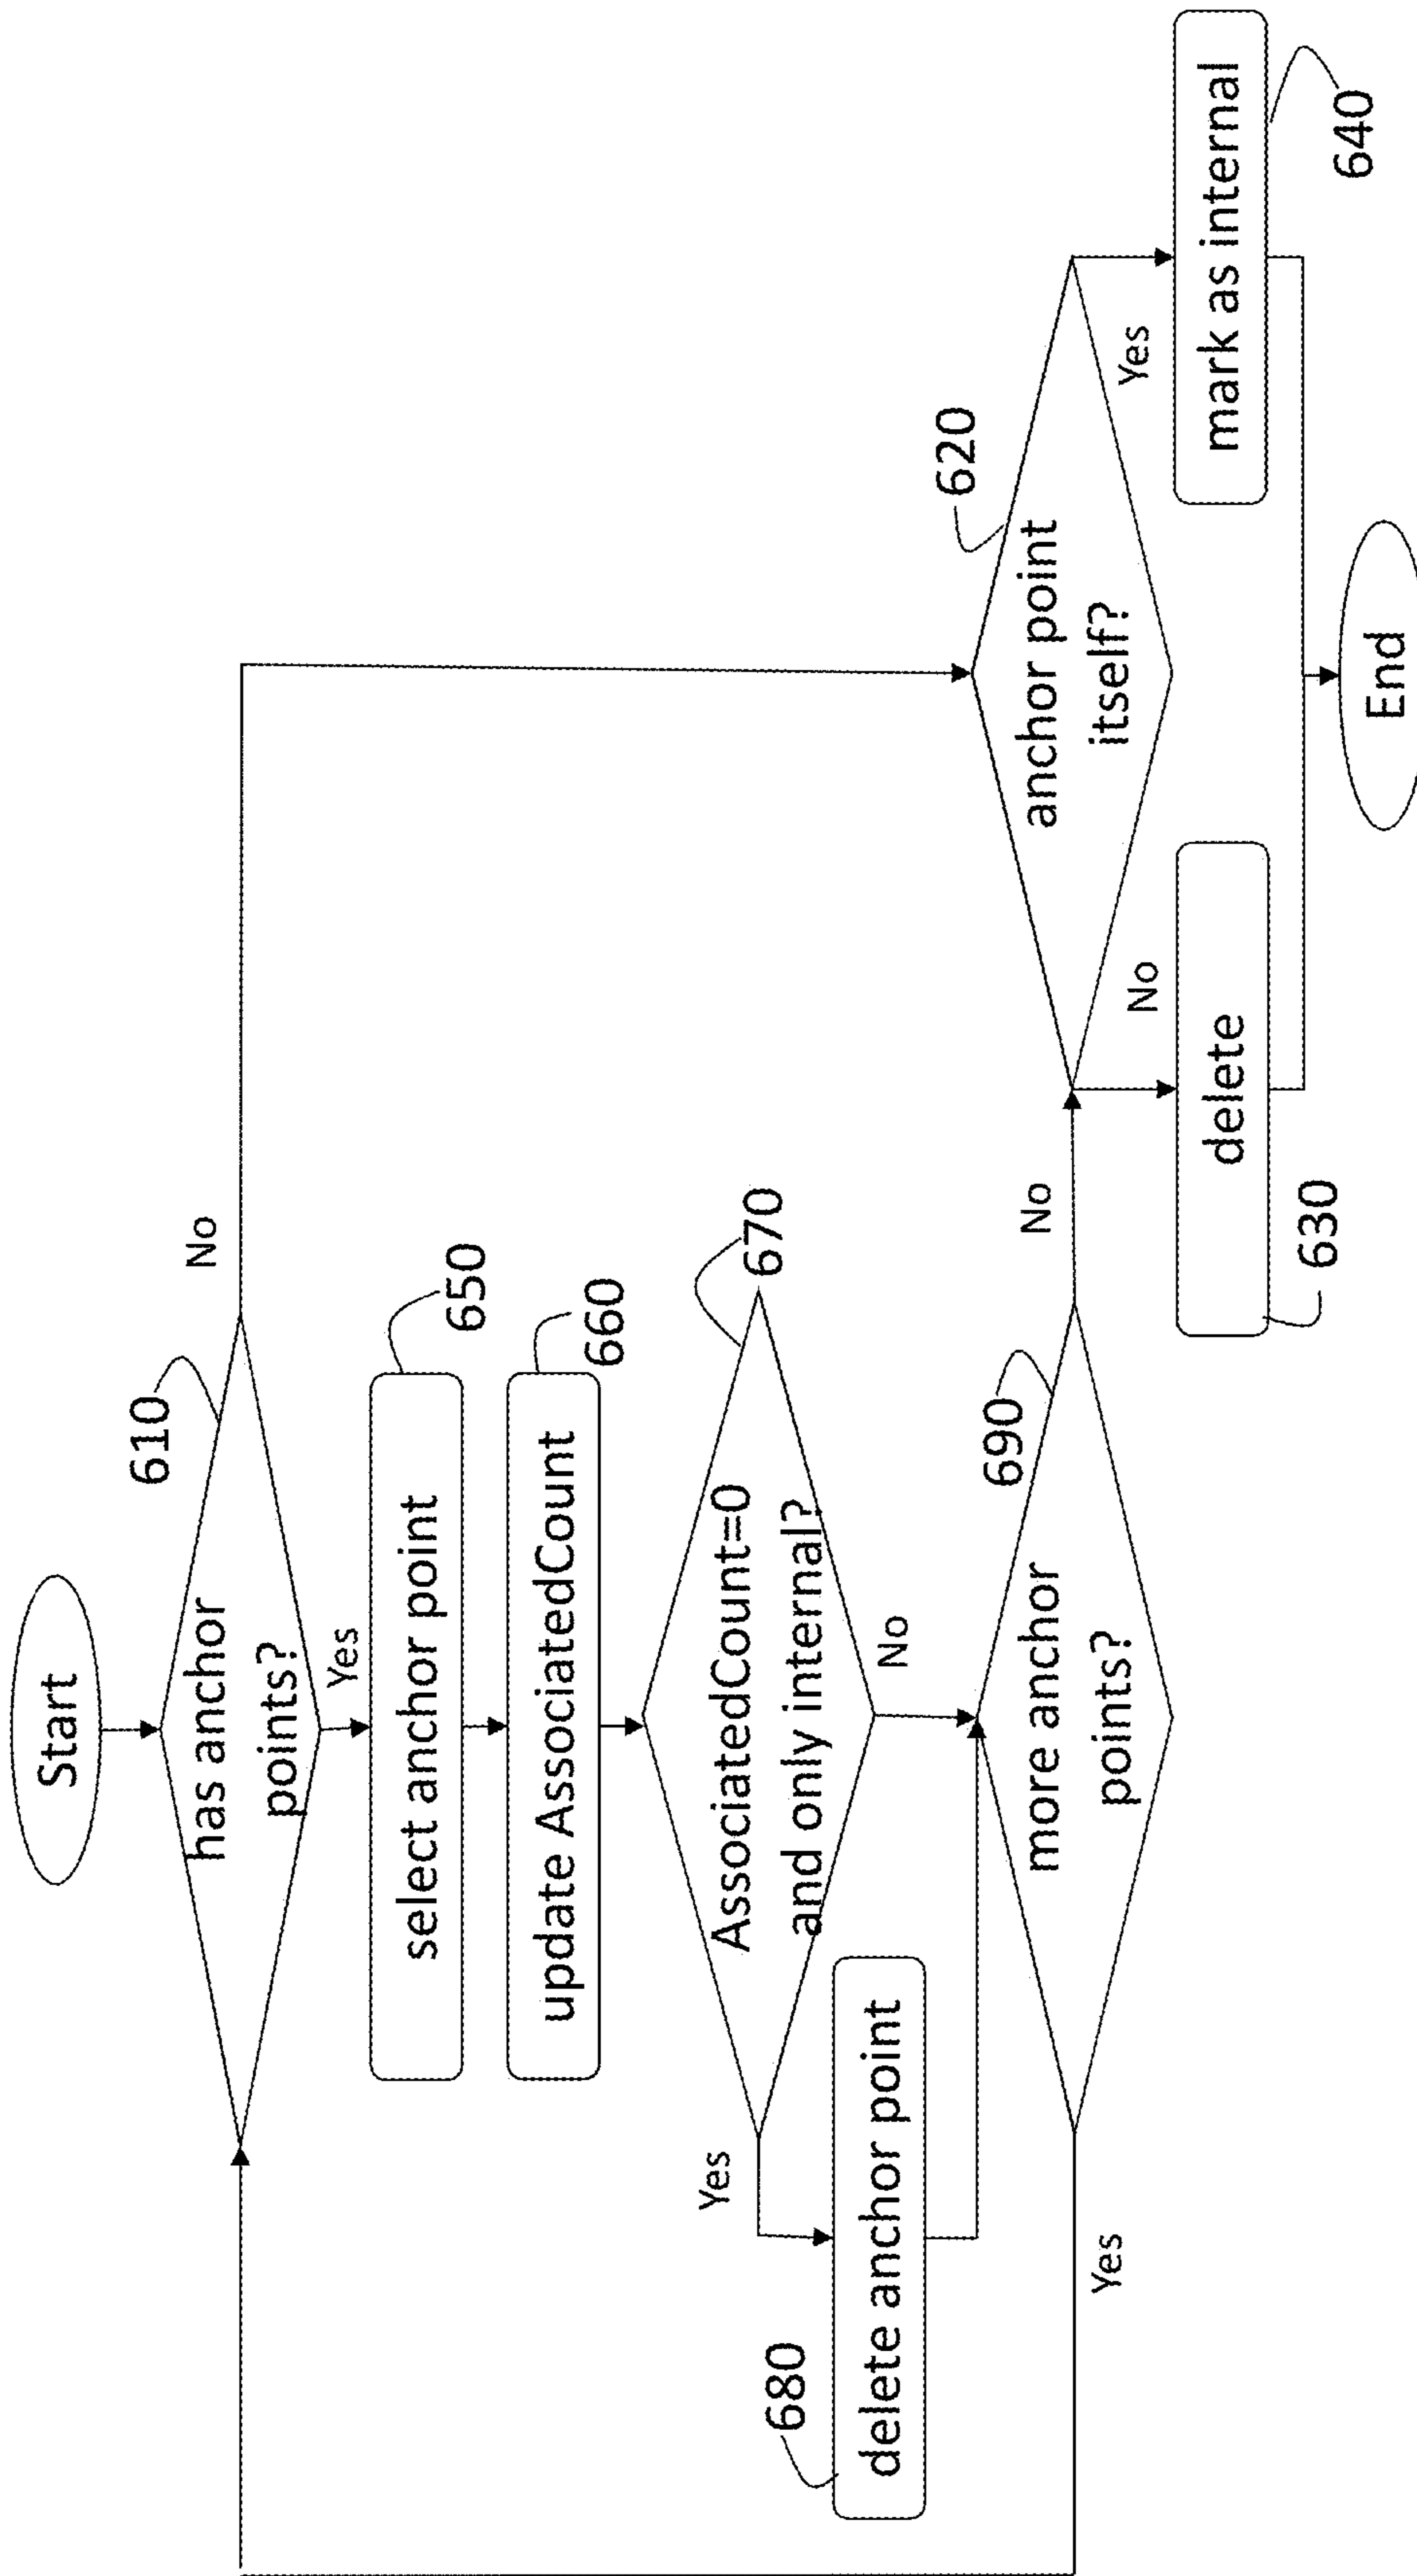 Start
610
has anchor
points?
No
Yes
select anchor point
650
update AssociatedCount
660
AssociatedCount=0
and only internal?
670
Yes
No
680
delete anchor point
690
more anchor
points?
Yes
No
620
anchor point
itself?
No
Yes
delete
630
mark as internal
640
End